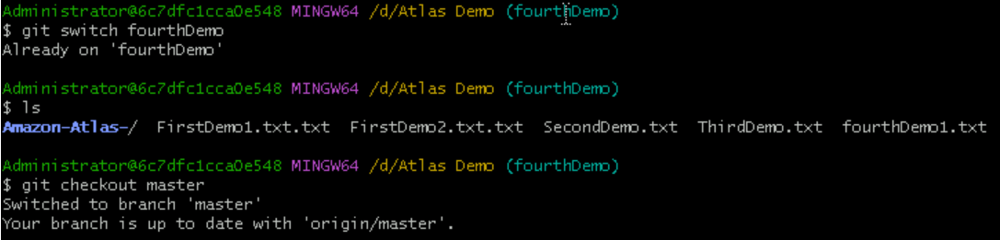 Administrator@6c7dfc1cca0e548 MINGW64 /d/Atlas Demo (fourthDemo)
$ git switch fourthDemo
Already on 'fourthDemo'
Administrator@6c7dfc1cca0e548 MINGW64 /d/Atlas Demo (fourthDemo)
$ ls
Amazon-Atlas-/ FirstDemo1.txt.txt FirstDemo2.txt.txt SecondDemo.txt ThirdDemo.txt fourthDemo1.txt
Administrator@6c7dfc1cca0e548 MINGW64 /d/Atlas Demo (fourthDemo)
$ git checkout master
Switched to branch 'master'
Your branch is up to date with 'origin/master'.